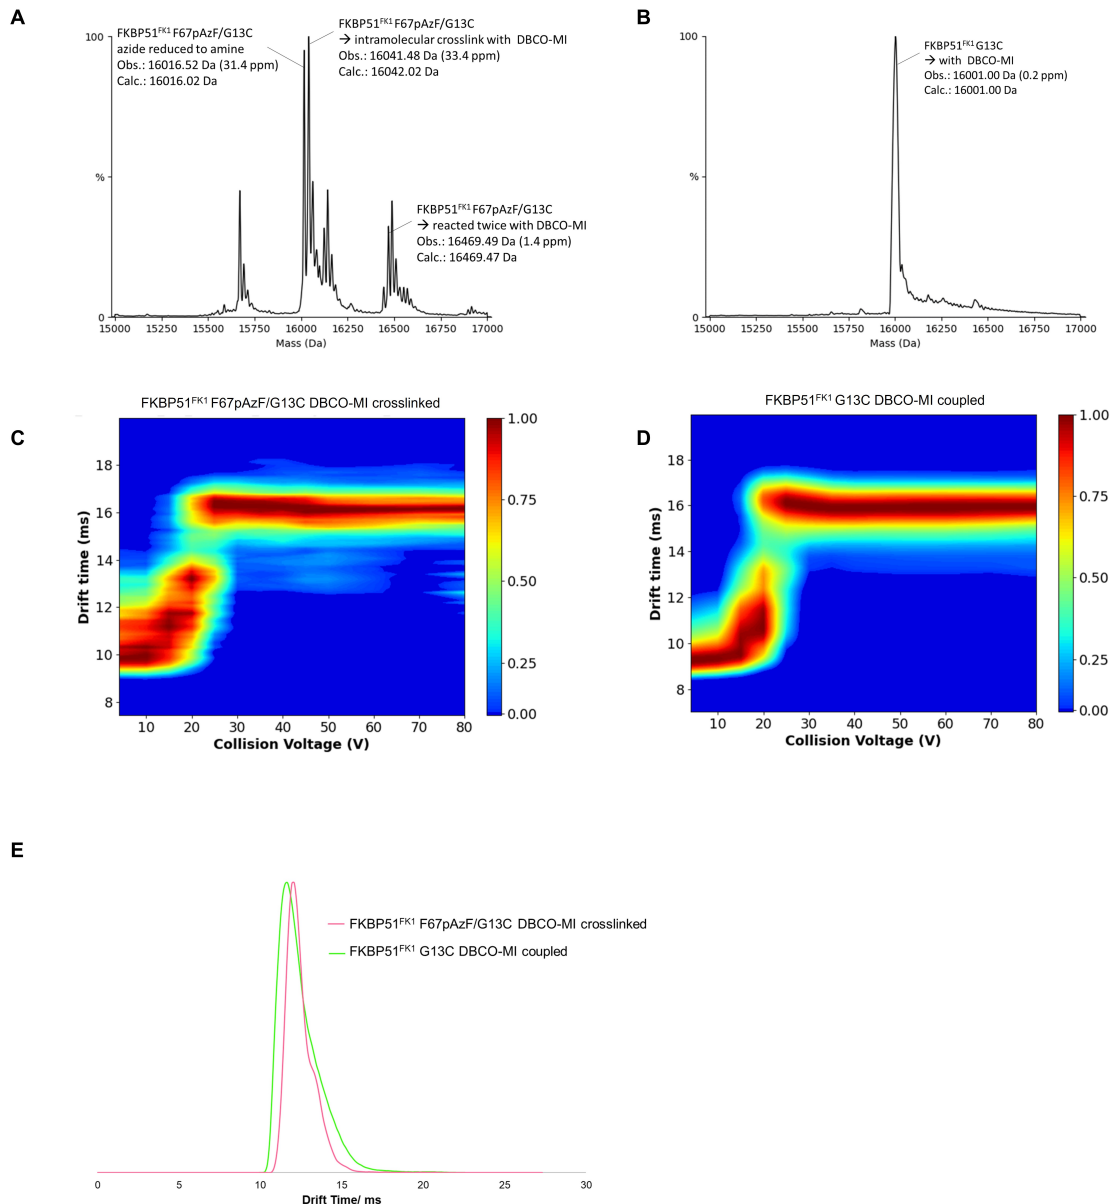 A
FKBP51FK1 F67pAzF/G13C
azide reduced to amine
Obs.: 16016.52 Da (31.4 ppm)
Calc.: 16016.02 Da
FKBP51FK1 F67pAzF/G13C
→ intramolecular crosslink with DBCO-MI
Obs.: 16041.48 Da (33.4 ppm)
Calc.: 16042.02 Da
FKBP51FK1 F67pAzF/G13C
→ reacted twice with DBCO-MI
Obs.: 16469.49 Da (1.4 ppm)
Calc.: 16469.47 Da
100
%
0
15000 15250 15500 15750 16000 16250 16500 16750 17000
Mass (Da)
B
FKBP51FK1 G13C
→ with DBCO-MI
Obs.: 16001.00 Da (0.2 ppm)
Calc.: 16001.00 Da
100
%
0
15000 15250 15500 15750 16000 16250 16500 16750 17000
Mass (Da)
C
FKBP51FK1 F67pAzF/G13C DBCO-MI crosslinked
Drift time (ms)
18
16
14
12
10
8
10 20 30 40 50 60 70 80
Collision Voltage (V)
1.00
0.75
0.50
0.25
0.00
D
FKBP51FK1 G13C DBCO-MI coupled
Drift time (ms)
18
16
14
12
10
8
10 20 30 40 50 60 70 80
Collision Voltage (V)
1.00
0.75
0.50
0.25
0.00
E
FKBP51FK1 F67pAzF/G13C DBCO-MI crosslinked
FKBP51FK1 G13C DBCO-MI coupled
0 5 10 15 20 25 30
Drift Time/ ms